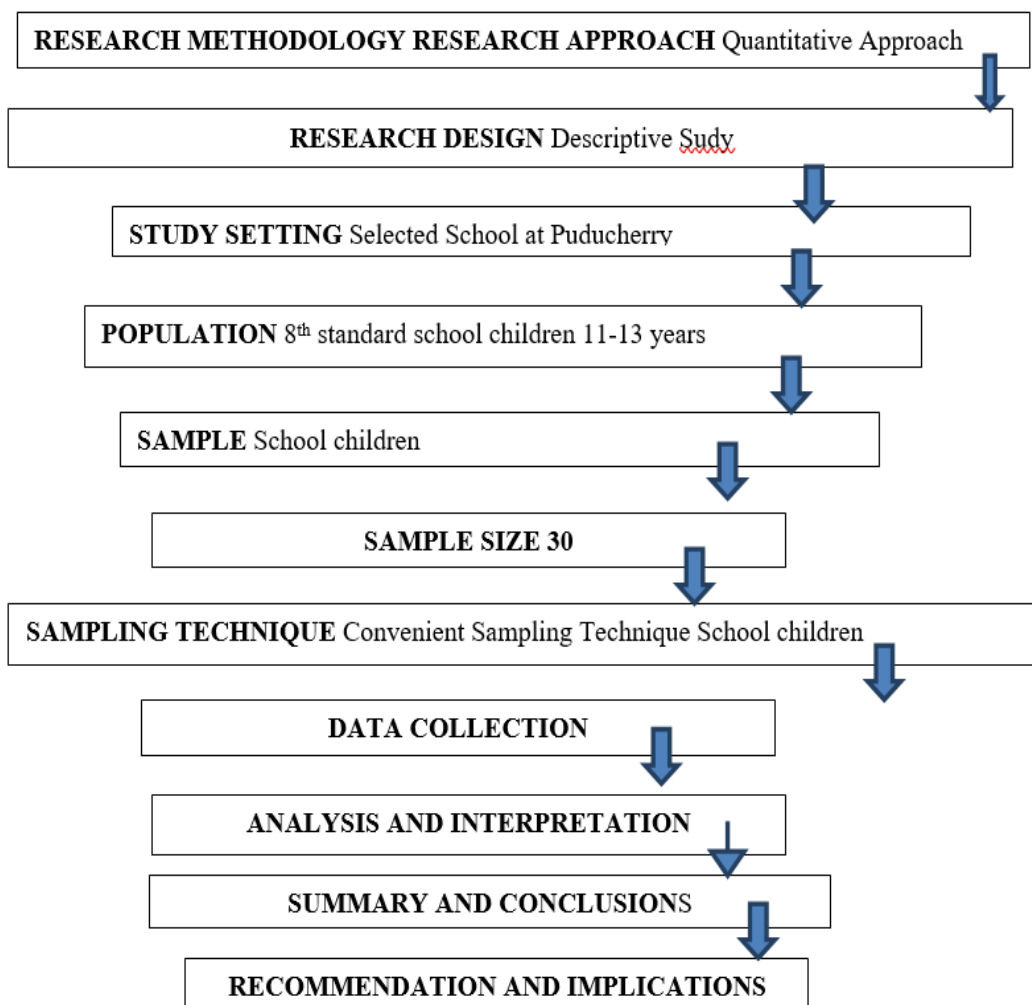 RESEARCH METHODOLOGY RESEARCH APPROACH Quantitative Approach
RESEARCH DESIGN Descriptive Sudy
STUDY SETTING Selected School at Puducherry
POPULATION 8th standard school children 11-13 years
SAMPLE School children
SAMPLE SIZE 30
SAMPLING TECHNIQUE Convenient Sampling Technique School children
DATA COLLECTION
ANALYSIS AND INTERPRETATION
SUMMARY AND CONCLUSIONS
RECOMMENDATION AND IMPLICATIONS